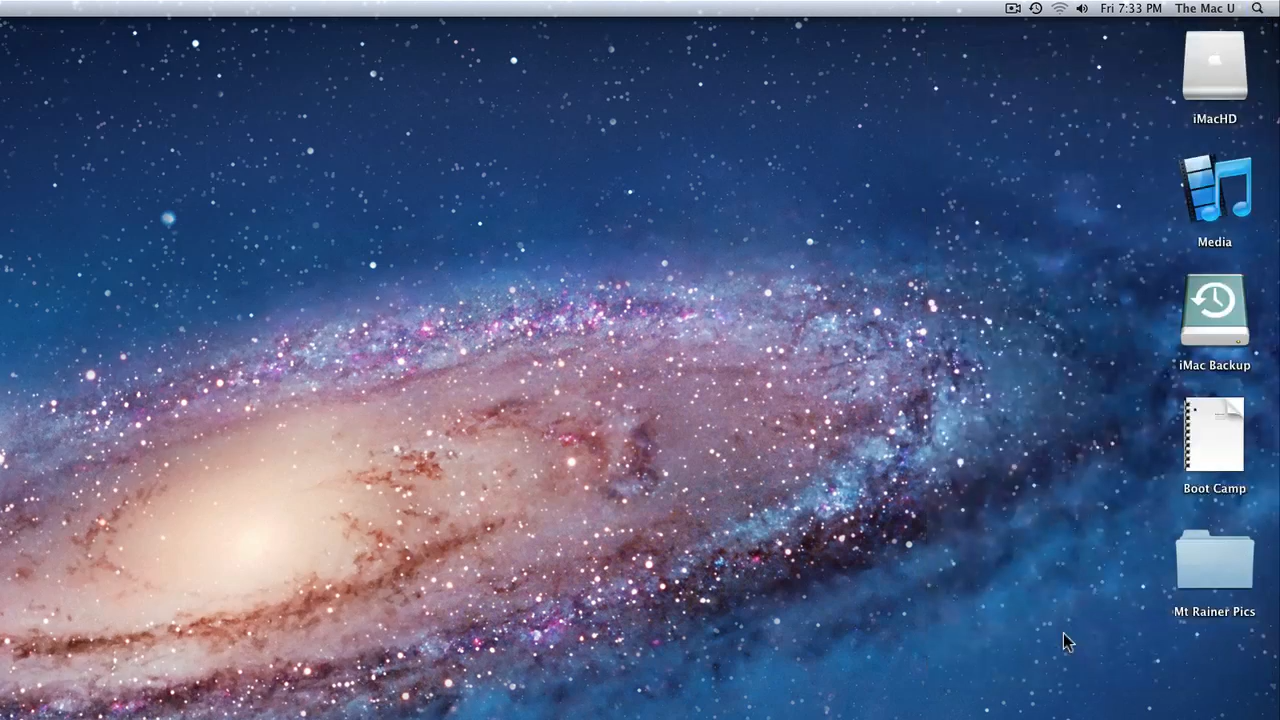 Fri 7:33 PM The Mac U
iMacHD
Media
iMac Backup
Boot Camp
Mt Rainer Pics